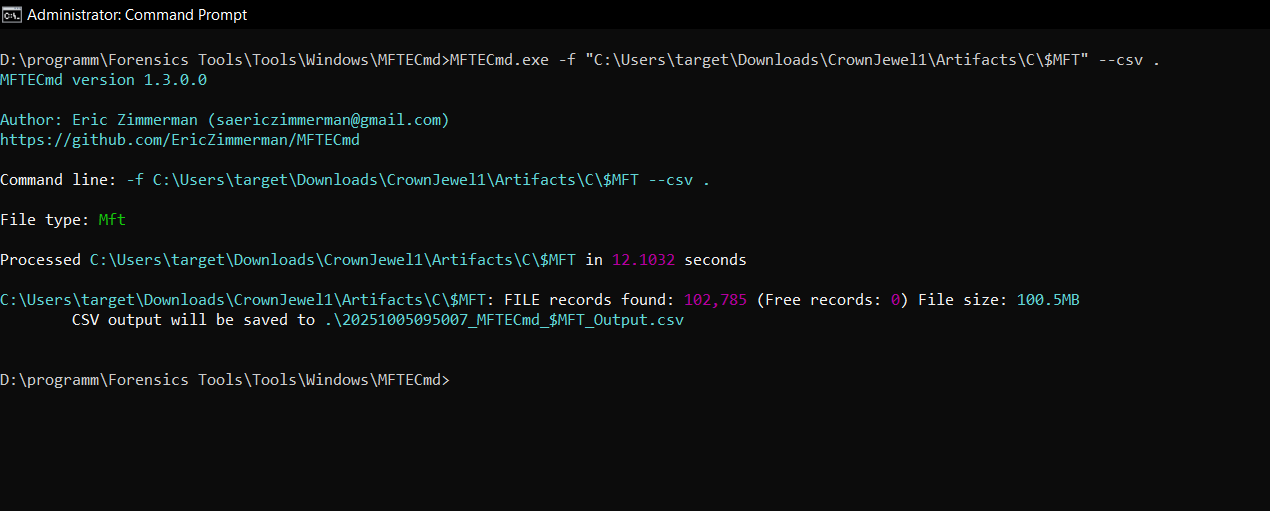 Administrator: Command Prompt
D:\programm\Forensics Tools\Tools\Windows\MFTECmd>MFTECmd.exe -f "C:\Users\target\Downloads\CrownJewel1\Artifacts\C\$MFT" --csv .
MFTECmd version 1.3.0.0
Author: Eric Zimmerman (saericzimmerman@gmail.com)
https://github.com/EricZimmerman/MFTECmd
Command line: -f C:\Users\target\Downloads\CrownJewel1\Artifacts\C\$MFT --csv .
File type: Mft
Processed C:\Users\target\Downloads\CrownJewel1\Artifacts\C\$MFT in 12.1032 seconds
C:\Users\target\Downloads\CrownJewel1\Artifacts\C\$MFT: FILE records found: 102,785 (Free records: 0) File size: 100.5MB
CSV output will be saved to .\20251005095007_MFTECmd_$MFT_Output.csv
D:\programm\Forensics Tools\Tools\Windows\MFTECmd>